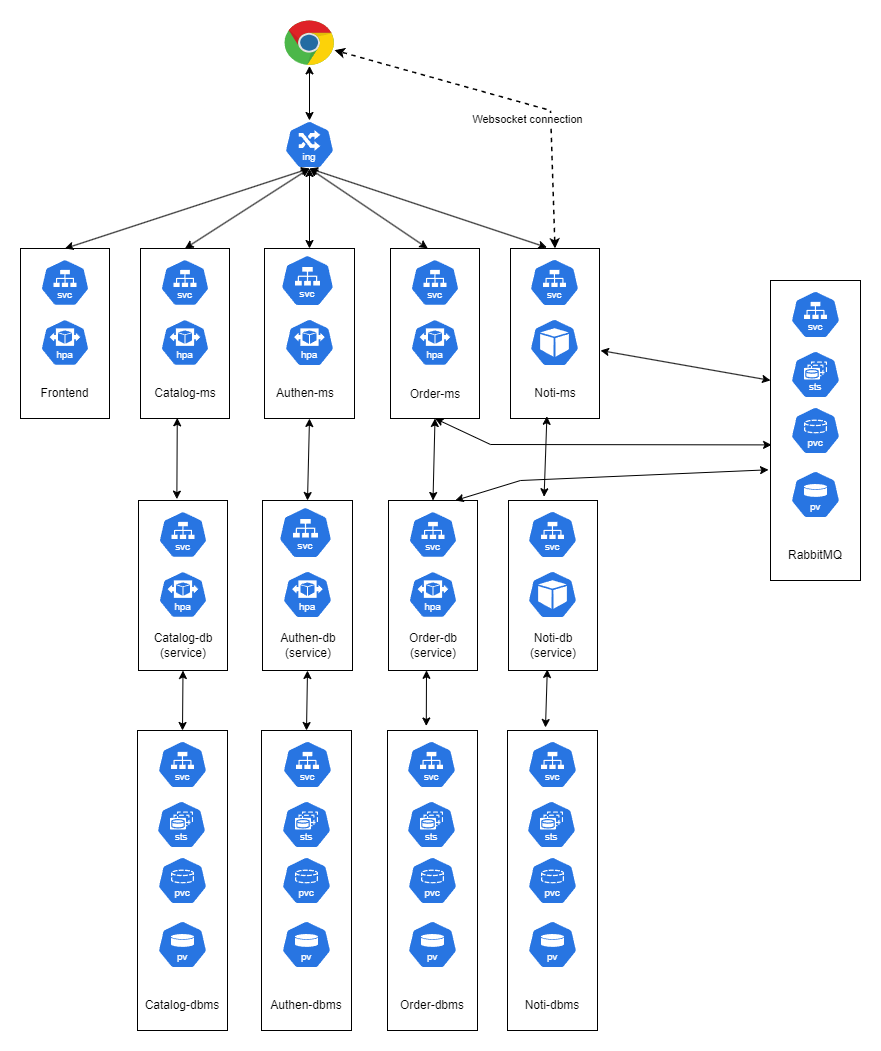 Websocket connection
ing
svc
svc
svc
svc
svc
hpa
hpa
hpa
hpa
Frontend
Catalog-ms
Authen-ms
Order-ms
Noti-ms
svc
sts
pvc
pv
RabbitMQ
svc
svc
svc
svc
hpa
hpa
hpa
Catalog-db
(service)
Authen-db
(service)
Order-db
(service)
Noti-db
(service)
svc
svc
svc
svc
sts
sts
sts
sts
pvc
pvc
pvc
pvc
pv
pv
pv
pv
Catalog-dbms
Authen-dbms
Order-dbms
Noti-dbms